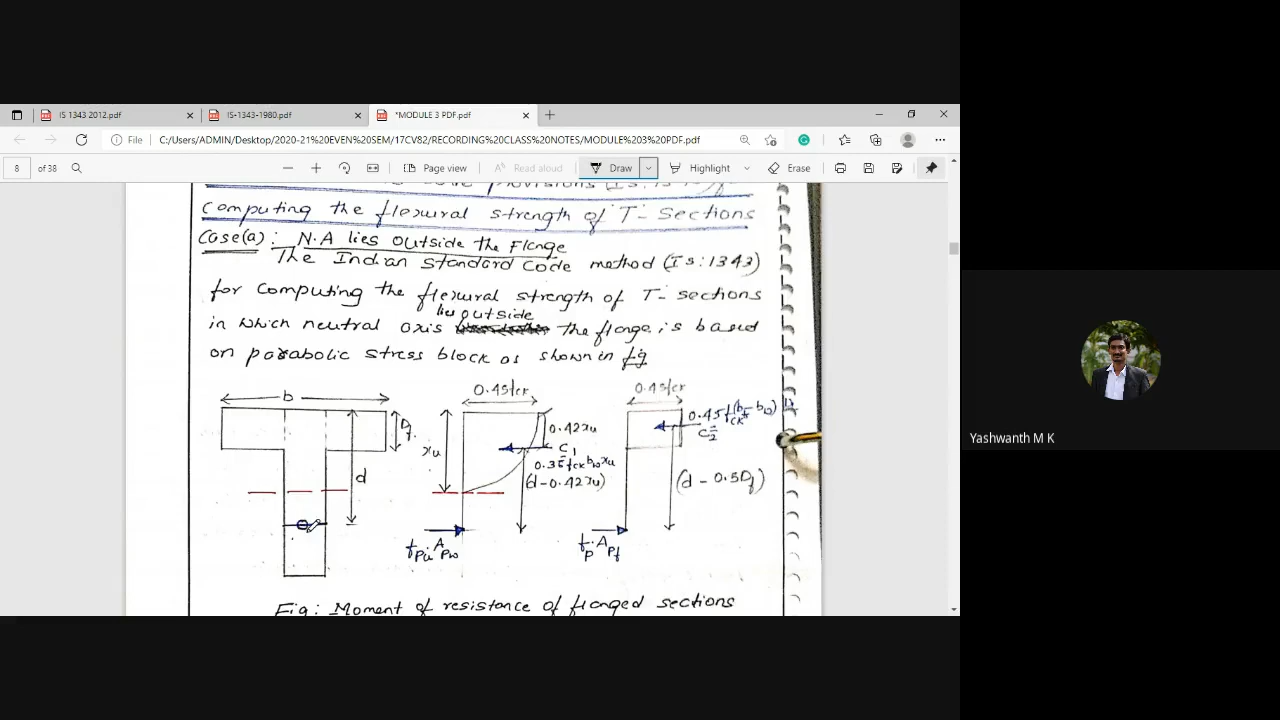 IS 1343 2012.pdf
IS-1343-1980.pdf
*MODULE 3 PDF.pdf
File
C:/Users/ADMIN/Desktop/2020-21%20EVEN%20SEM/17CV82/RECORDING%20CLASS%20NOTES/MODULE%203%20PDF.pdf
8 of 38
Page view
Read aloud
Draw
Highlight
Erase
provisions
Computing the flexural strength of T- Sections
Case(a): N.A lies outside the Flange
The Indian Standard Code method (IS:1343)
for computing the flexural strength of T- sections
lies outside
in which neutral axis the flange is based
on parabolic stress block as shown in fig
b
0.45fck
0.45fck
Df
d
xu
0.42xu
C1
0.36fck bw xu
(d-0.42xu)
C2
(d - 0.5Df)
fpu Apw
fp. Apf
Fig: Moment of resistance of flanged sections
Yashwanth M K